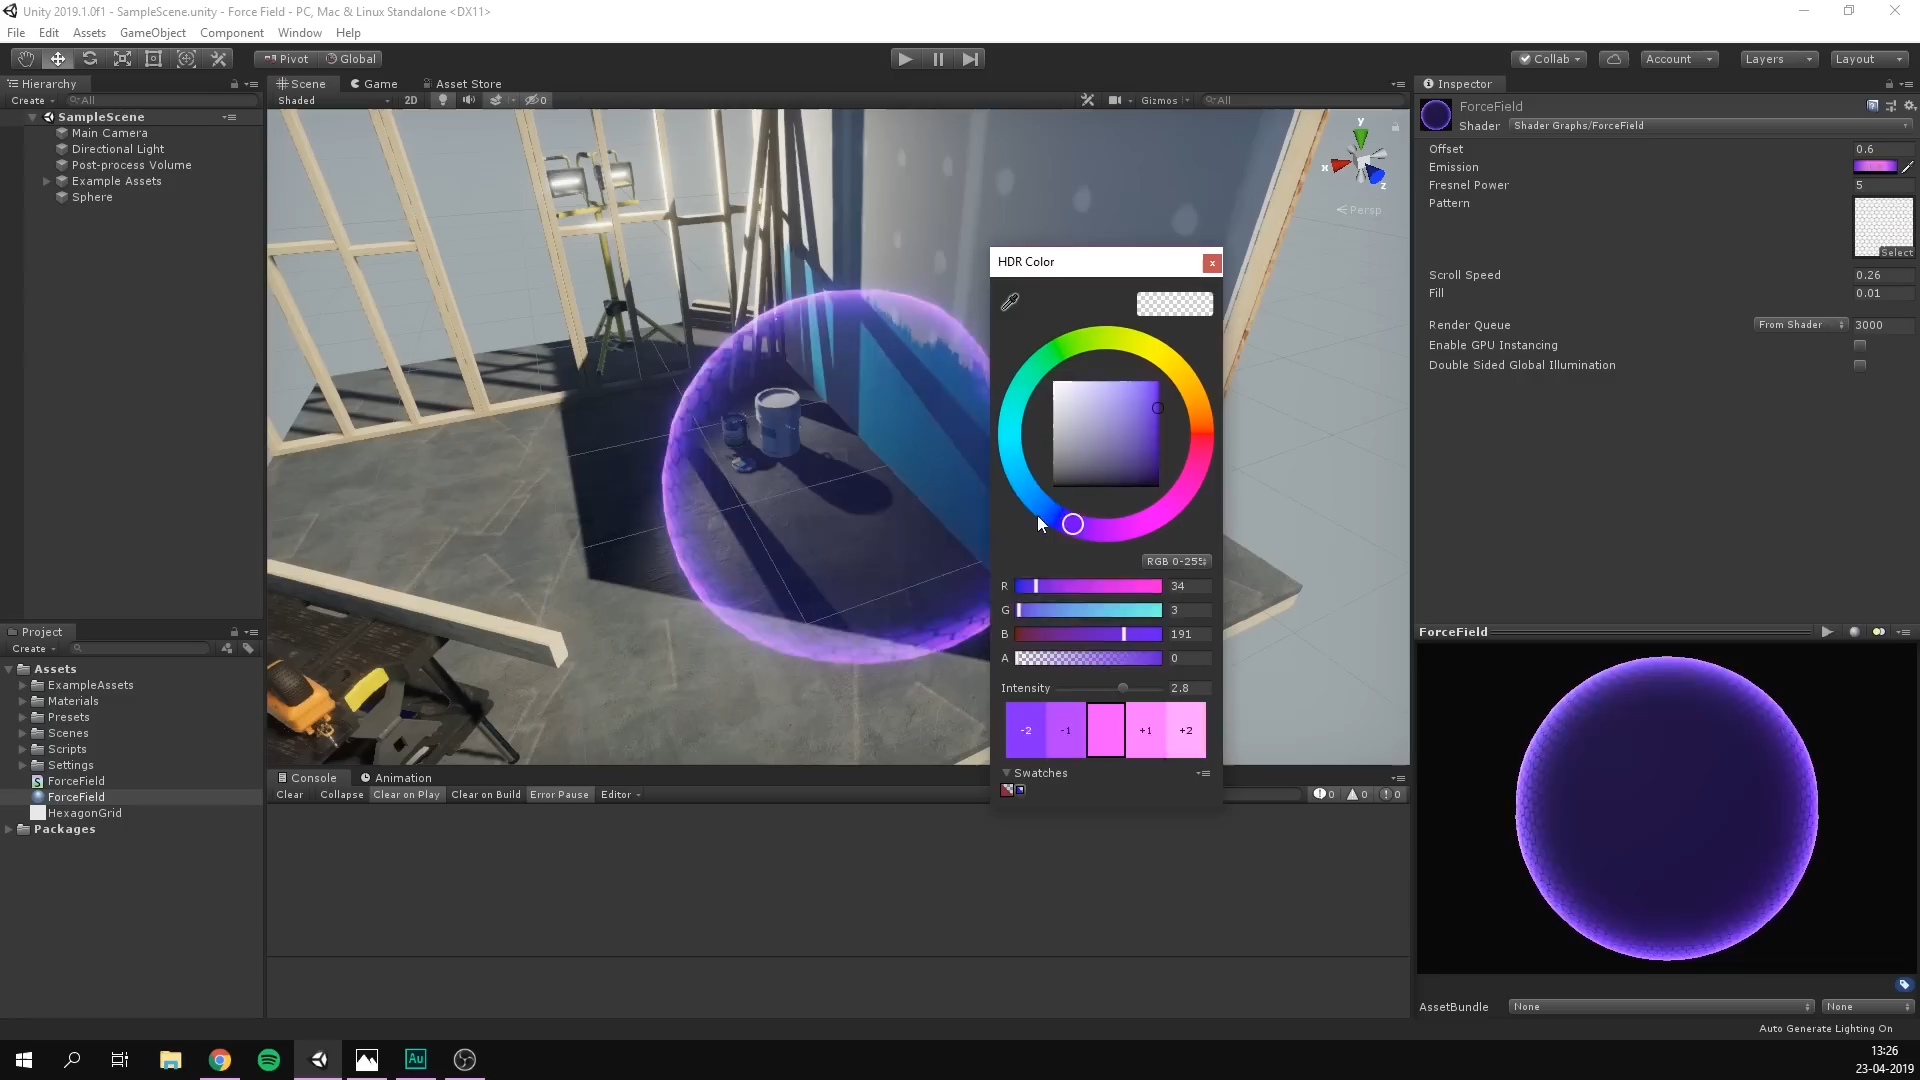 Unity 2019.1.0f1 - SampleScene.unity - Force Field - PC, Mac & Linux Standalone <DX11>
File Edit Assets GameObject Component Window Help
Pivot Global
Collab Account Layers Layout
Hierarchy
Create All
SampleScene
Main Camera
Directional Light
Post-process Volume
Example Assets
Sphere
Scene Game Asset Store
Shaded 2D 0 Gizmos All
y
x
z
Persp
HDR Color
x
RGB 0-255
R 34
G 3
B 191
A 0
Intensity 2.8
-2 -1 +1 +2
Swatches
Inspector
ForceField
Shader Shader Graphs/ForceField
Offset 0.6
Emission
Fresnel Power 5
Pattern
Select
Scroll Speed 0.26
Fill 0.01
Render Queue From Shader 3000
Enable GPU Instancing
Double Sided Global Illumination
Project
Create
Assets
ExampleAssets
Materials
Presets
Scenes
Scripts
Settings
ForceField
ForceField
HexagonGrid
Packages
Console Animation
Clear Collapse Clear on Play Clear on Build Error Pause Editor 0 0 0
ForceField
AssetBundle None None
Auto Generate Lighting On
Au
13:26
23-04-2019